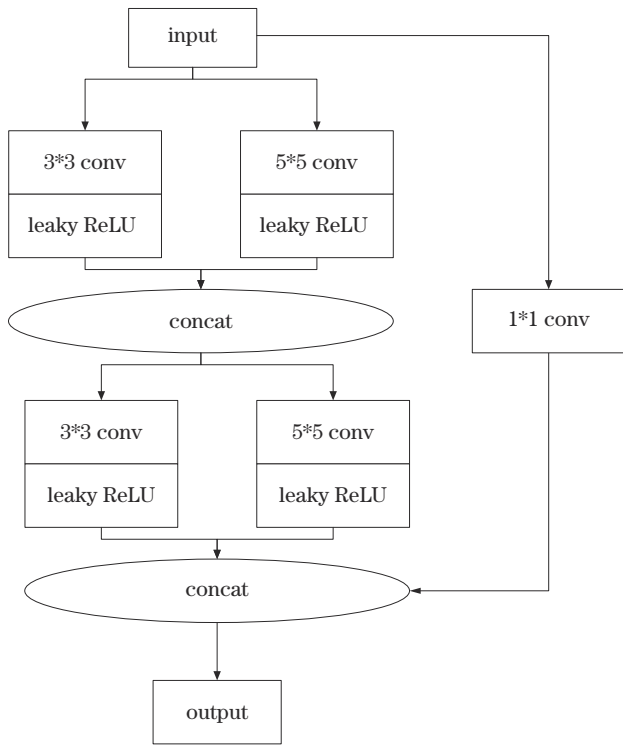 input
3*3 conv
5*5 conv
leaky ReLU
leaky ReLU
concat
1*1 conv
3*3 conv
5*5 conv
leaky ReLU
leaky ReLU
concat
output